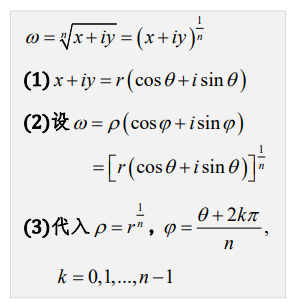 ω = ⁿ√(x+iy) = (x+iy)^(1/n)
(1) x+iy = r(cosθ+i sinθ)
(2)设 ω = ρ(cosφ+i sinφ)
= [r(cosθ+i sinθ)]^(1/n)
(3)代入 ρ = r^(1/n), φ = (θ+2kπ)/n,
k = 0,1,...,n−1